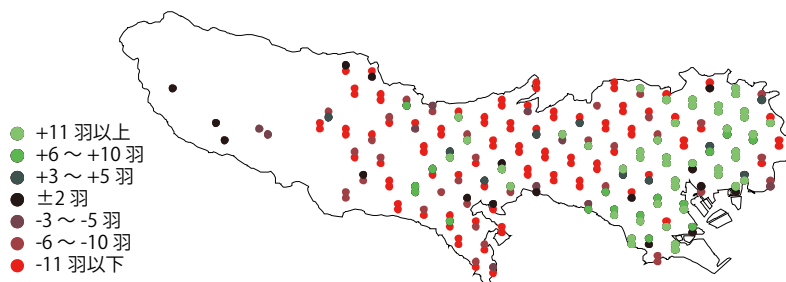 +11 羽以上
+6 ～ +10 羽
+3 ～ +5 羽
±2 羽
-3 ～ -5 羽
-6 ～ -10 羽
-11 羽以下